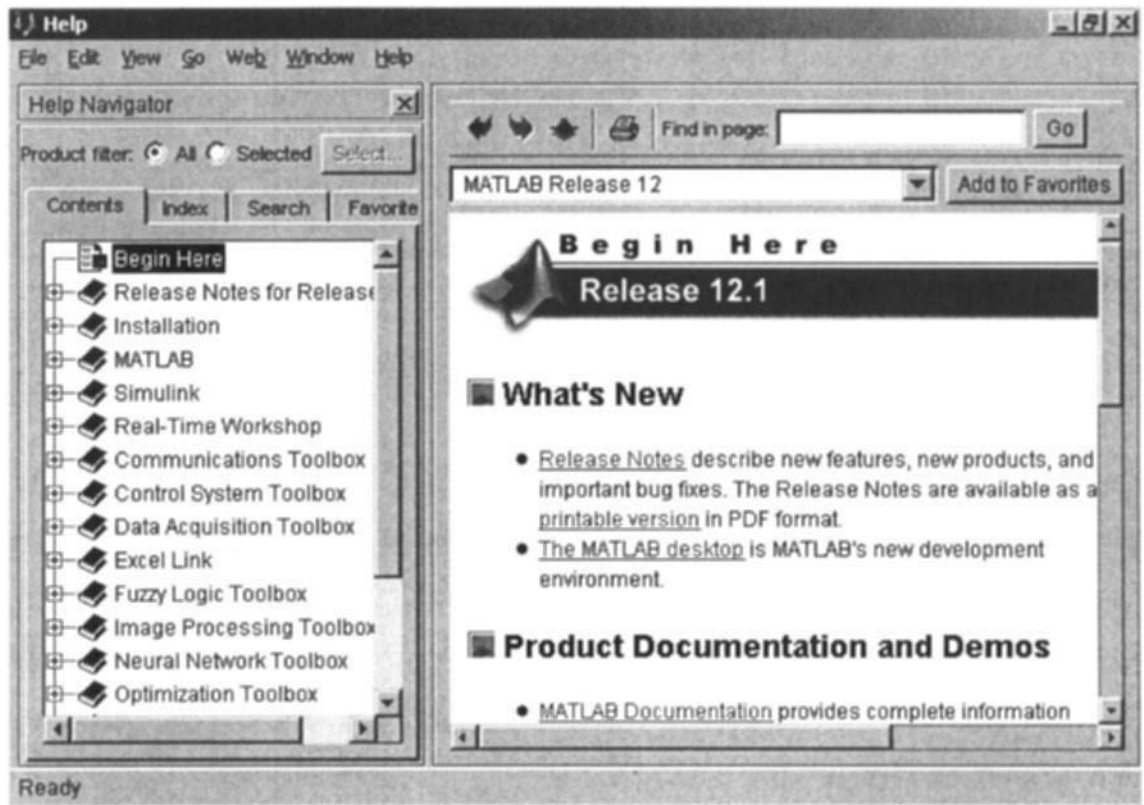 Help
File Edit View Go Web Window Help
Help Navigator
Product filter: All Selected Select...
Contents Index Search Favorite
Begin Here
Release Notes for Release
Installation
MATLAB
Simulink
Real-Time Workshop
Communications Toolbox
Control System Toolbox
Data Acquisition Toolbox
Excel Link
Fuzzy Logic Toolbox
Image Processing Toolbox
Neural Network Toolbox
Optimization Toolbox
Find in page: Go
MATLAB Release 12 Add to Favorites
Begin Here
Release 12.1
What's New
• Release Notes describe new features, new products, and
important bug fixes. The Release Notes are available as a
printable version in PDF format.
• The MATLAB desktop is MATLAB's new development
environment.
Product Documentation and Demos
• MATLAB Documentation provides complete information
Ready